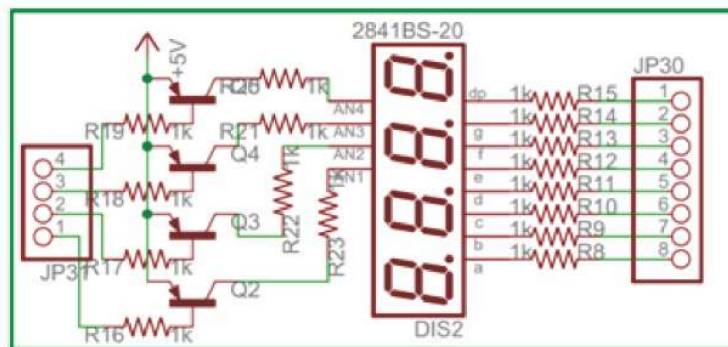 2841BS-20
+5V
1k
AN4
dp
1k
R15
JP30
1
R19
1k
R21
1k
AN3
g
1k
R14
2
4
Q4
AN2
f
1k
R13
3
3
1k
AN1
e
1k
R12
4
2
R18
1k
d
1k
R11
5
1
Q3
R22
c
1k
R10
6
JP31
R17
1k
R23
b
1k
R9
7
Q2
a
R8
8
R16
1k
DIS2